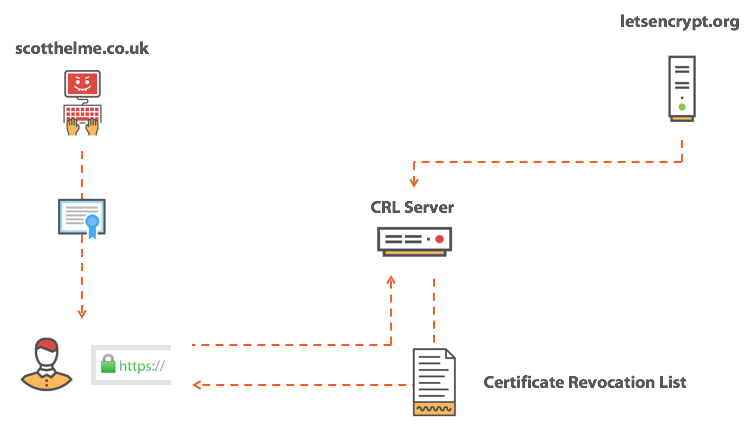 letsencrypt.org
scotthelme.co.uk
CRL Server
https://
Certificate Revocation List